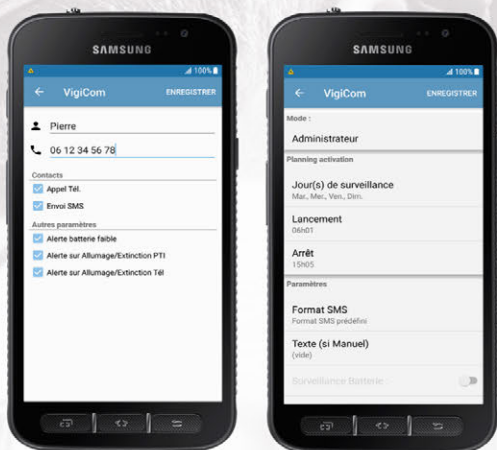 SAMSUNG
100%
VigiCom
ENREGISTRER
Pierre
06 12 34 56 78
Contacts
Appel Tél.
Envoi SMS
Autres paramètres
Alerte batterie faible
Alerte sur Allumage/Extinction PTI
Alerte sur Allumage/Extinction Tél
SAMSUNG
100%
VigiCom
ENREGISTRER
Mode :
Administrateur
Planning activation
Jour(s) de surveillance
Mar, Mer, Ven, Dim.
Lancement
06h01
Arrêt
15h05
Paramètres
Format SMS
Format SMS prédéfini
Texte (si Manuel)
(vide)
Surveillance Batterie